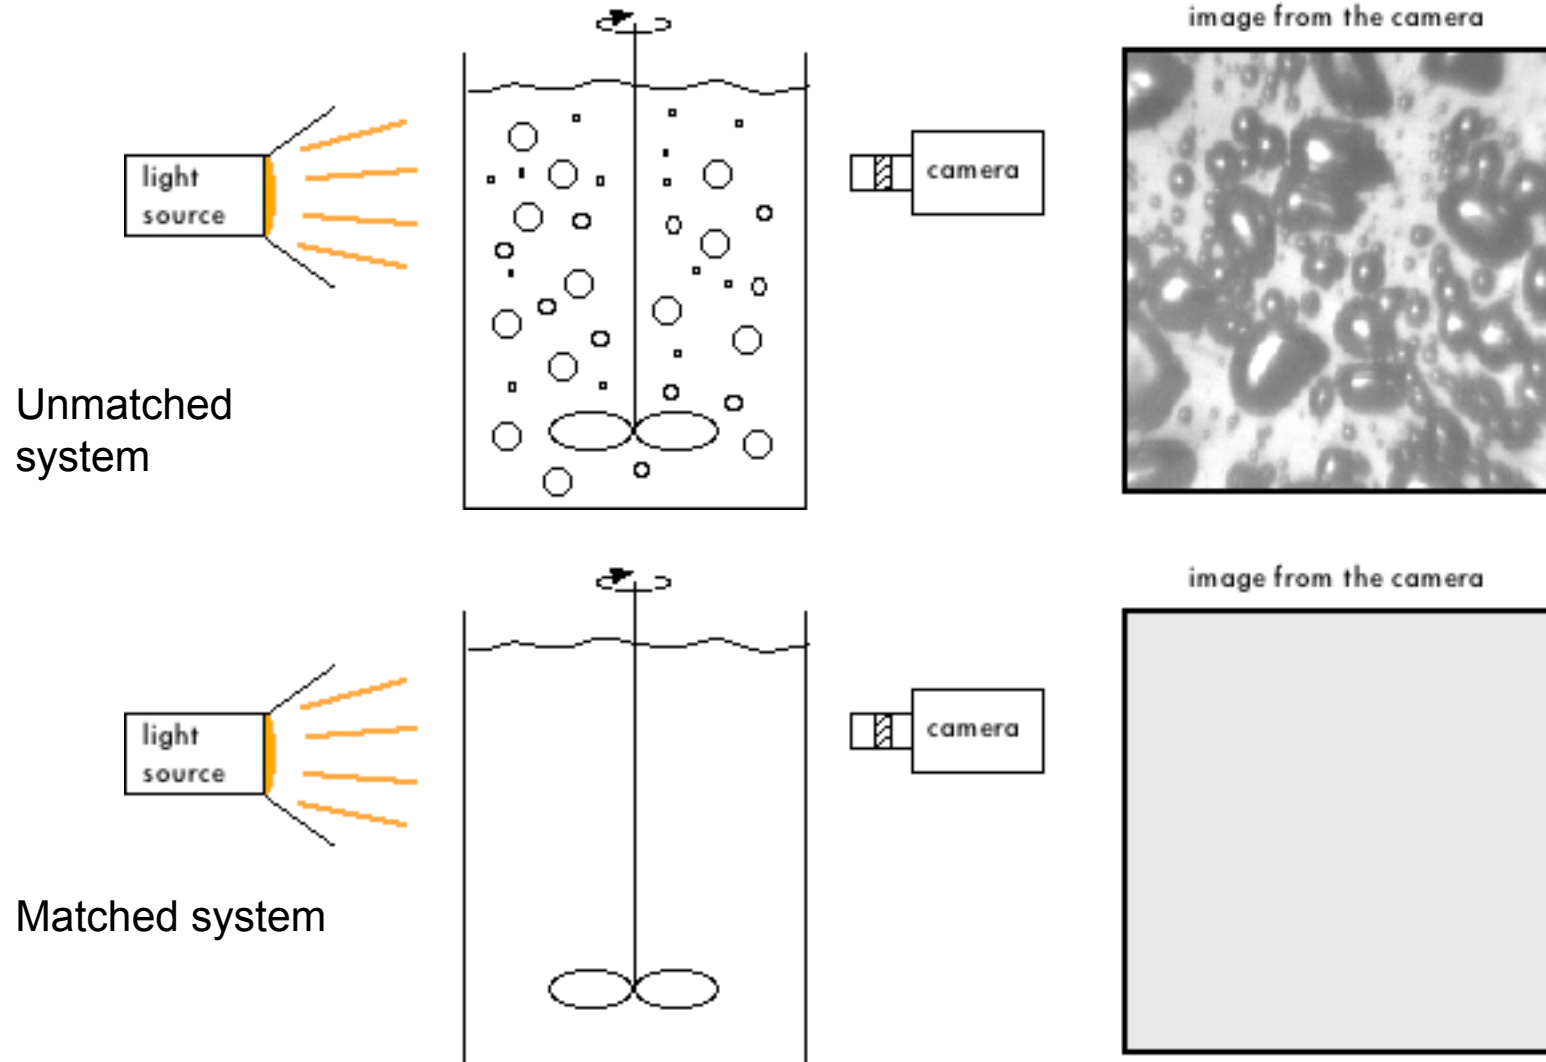 image from the camera
light
source
camera
Unmatched
system
image from the camera
light
source
camera
Matched system